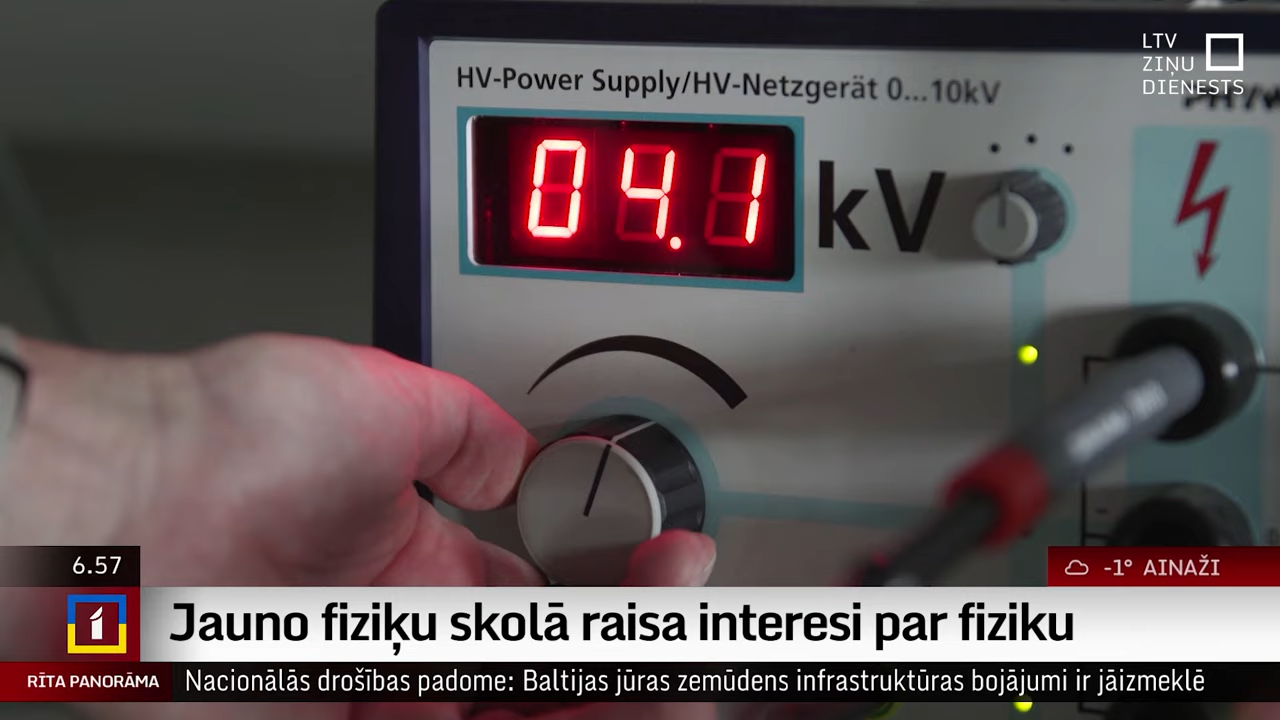 HV-Power Supply/HV-Netzgerät 0...10kV
LTV
ZIŅU
DIENESTS
04.1 kV
6.57
-1° AINAŽI
1
Jauno fiziķu skolā raisa interesi par fiziku
RĪTA PANORĀMA
Nacionālās drošības padome: Baltijas jūras zemūdens infrastruktūras bojājumi ir jāizmeklē